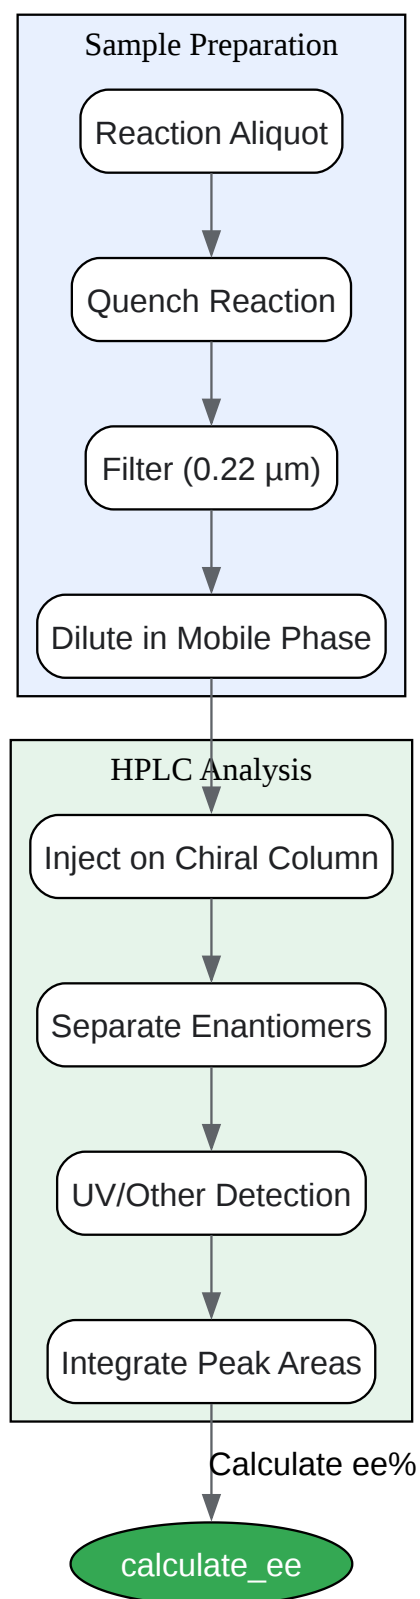 Sample Preparation
Reaction Aliquot
Quench Reaction
Filter (0.22 µm)
Dilute in Mobile Phase
HPLC Analysis
Inject on Chiral Column
Separate Enantiomers
UV/Other Detection
Integrate Peak Areas
Calculate ee%
calculate_ee